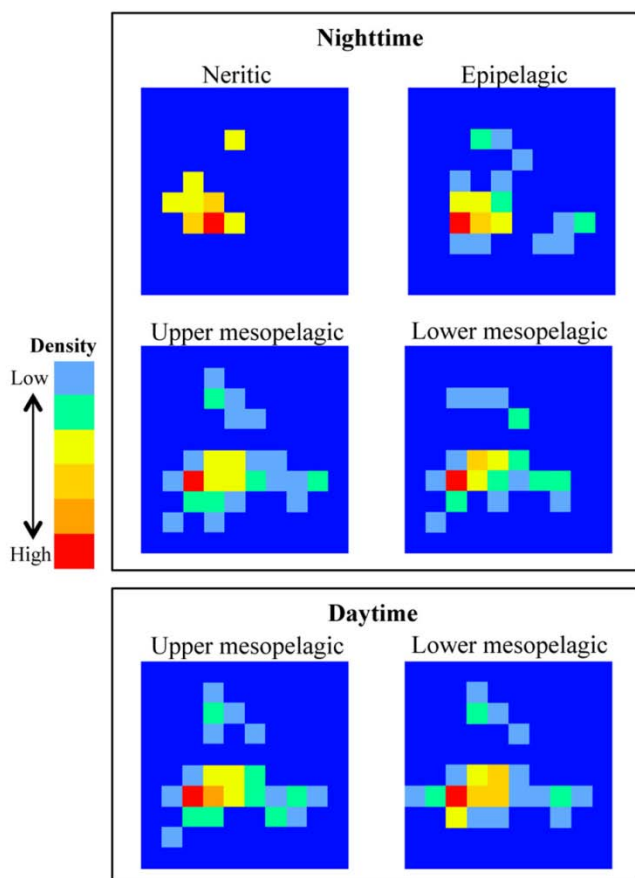 Nighttime
Neritic
Epipelagic
Upper mesopelagic
Lower mesopelagic
Density
Low
High
Daytime
Upper mesopelagic
Lower mesopelagic